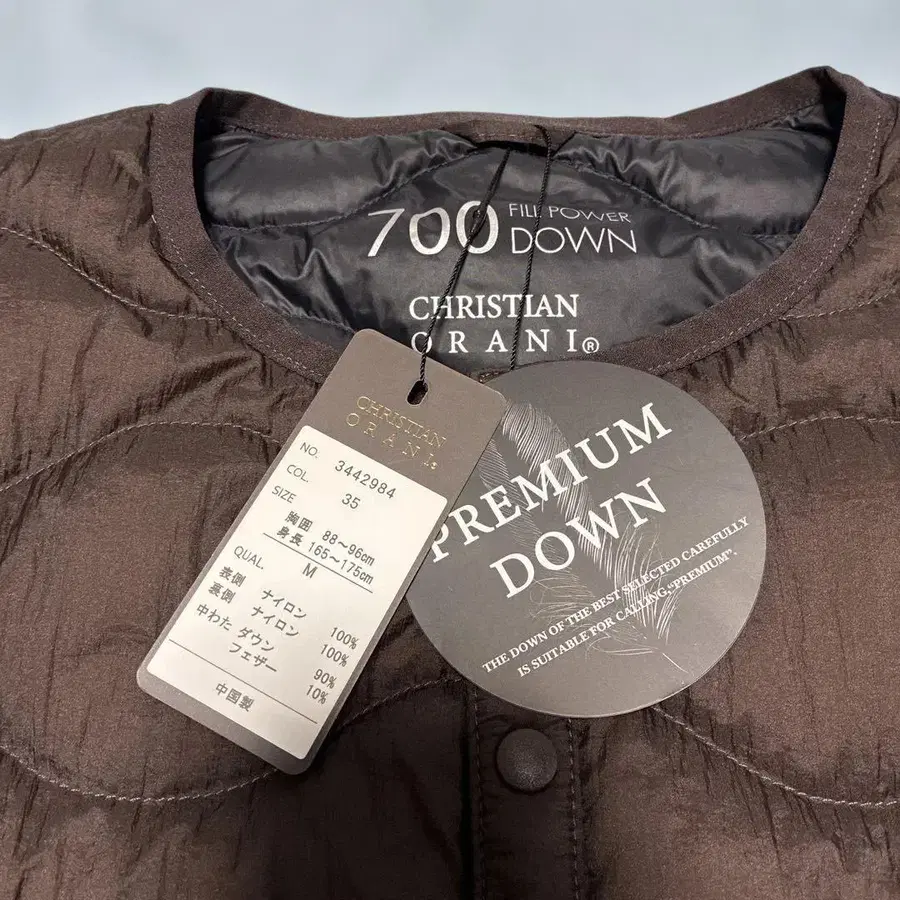 700 FILL POWER
DOWN
CHRISTIAN
ORANI®
CHRISTIAN
ORANI®
NO. 3442984
COL. 35
SIZE
胸囲 88～96cm
身長 165～175cm
M
QUAL.
表側 ナイロン 100%
裏側 ナイロン 100%
中わた ダウン 90%
フェザー 10%
中国製
PREMIUM
DOWN
THE DOWN OF THE BEST SELECTED CAREFULLY
IS SUITABLE FOR CALYING,"PREMIUM".